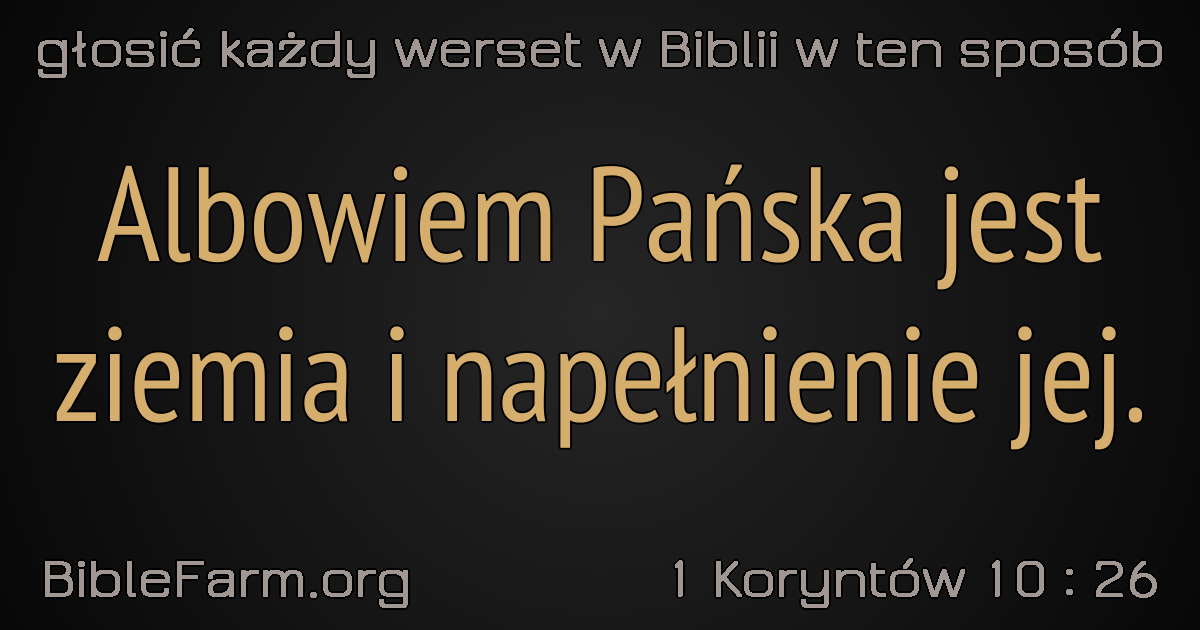 głosić każdy werset w Biblii w ten sposób
Albowiem Pańska jest
ziemia i napełnienie jej.
BibleFarm.org
1 Koryntów 10 : 26